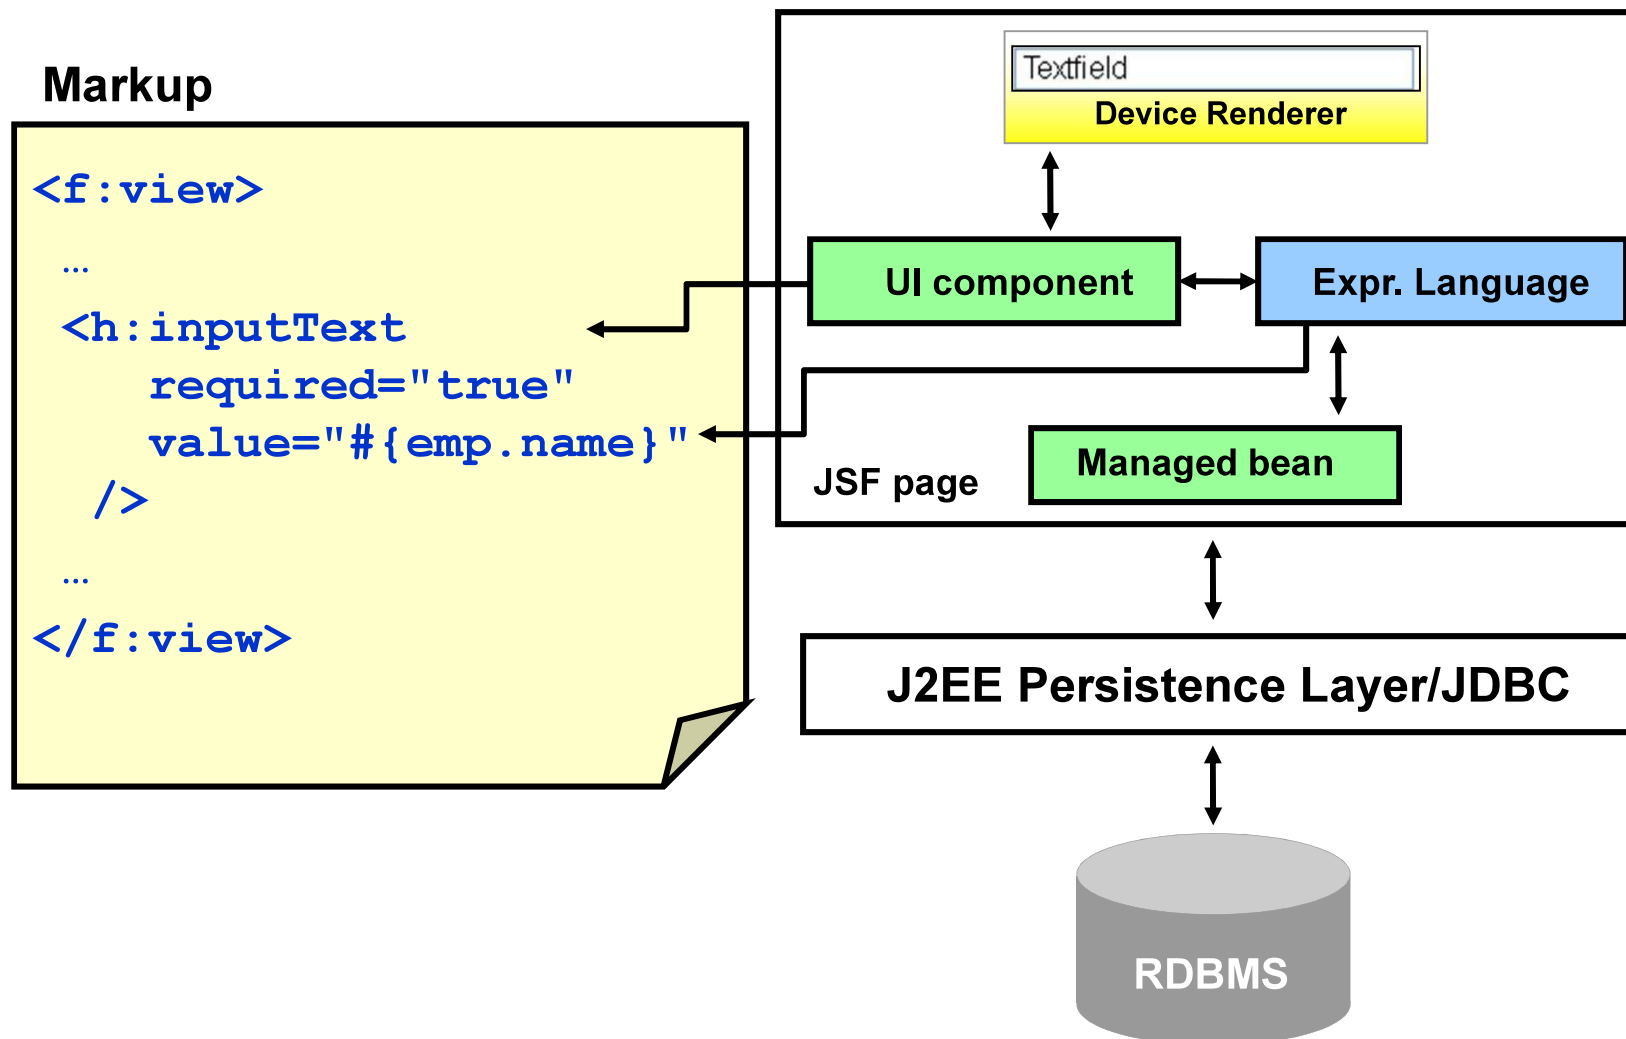 Markup
<f:view>
…
<h:inputText
required="true"
value="#{emp.name}"
/>
…
</f:view>
Textfield
Device Renderer
UI component
Expr. Language
Managed bean
JSF page
J2EE Persistence Layer/JDBC
RDBMS